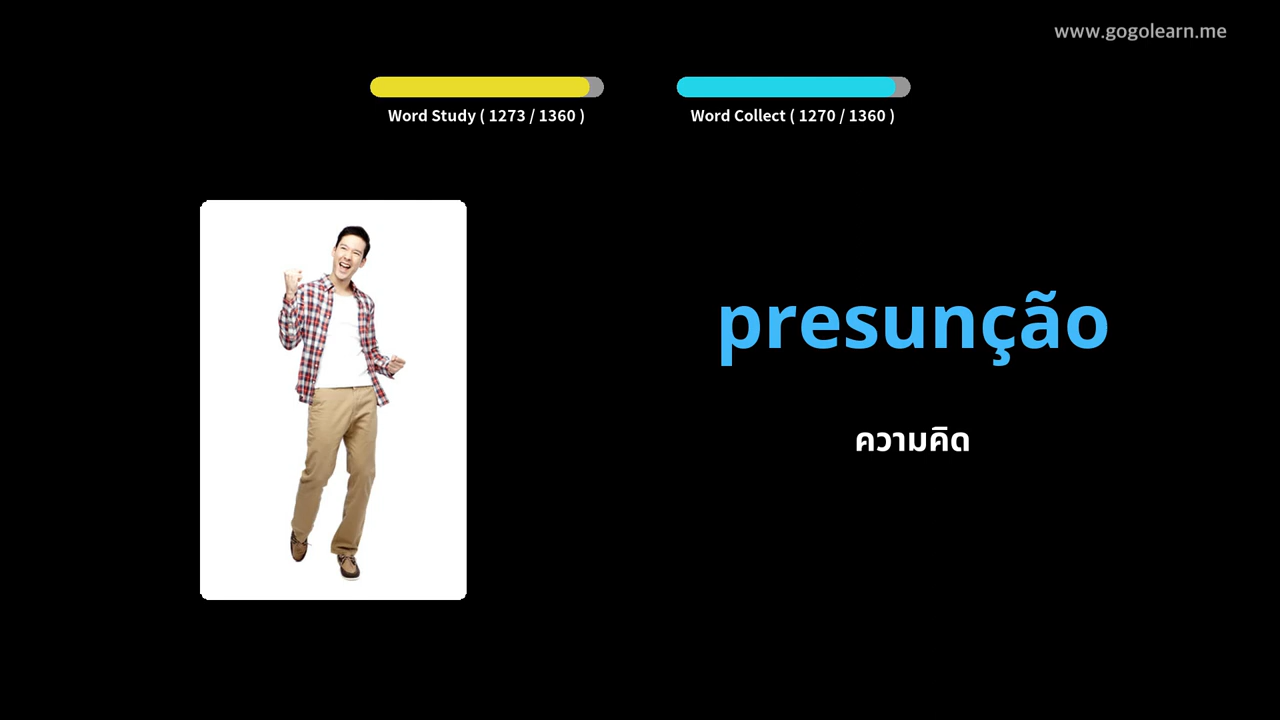 www.gogolearn.me
Word Study ( 1273 / 1360 )
Word Collect ( 1270 / 1360 )
presunção
ความคิด